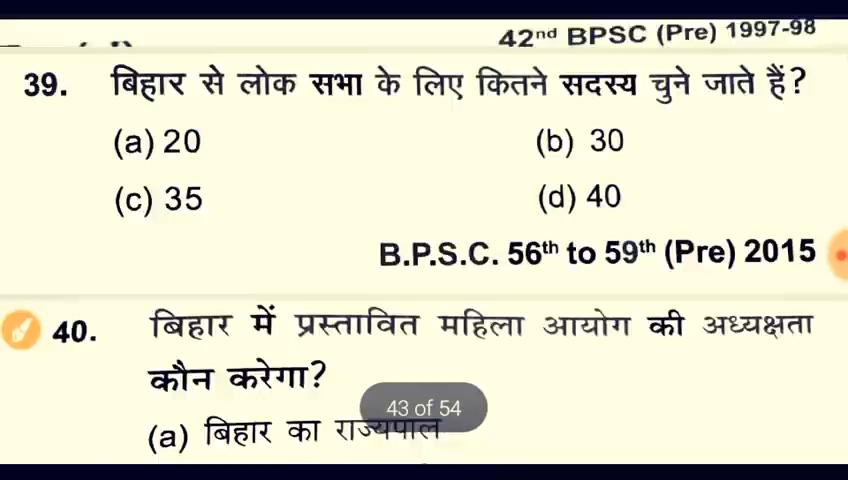 42nd BPSC (Pre) 1997-98
39. बिहार से लोक सभा के लिए कितने सदस्य चुने जाते हैं?
(a) 20 (b) 30
(c) 35 (d) 40
B.P.S.C. 56th to 59th (Pre) 2015
40. बिहार में प्रस्तावित महिला आयोग की अध्यक्षता
कौन करेगा?
43 of 54
(a) बिहार का राज्यपाल